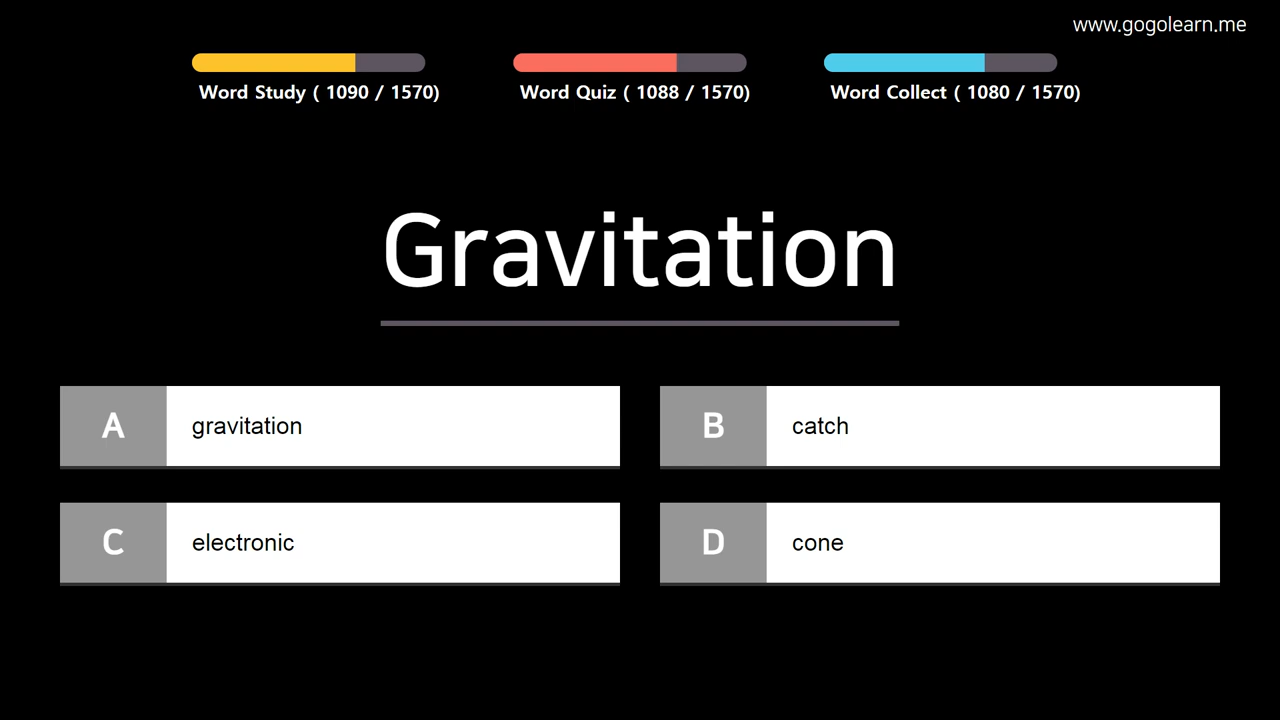 www.gogolearn.me
Word Study ( 1090 / 1570)
Word Quiz ( 1088 / 1570)
Word Collect ( 1080 / 1570)
Gravitation
A gravitation
B catch
C electronic
D cone